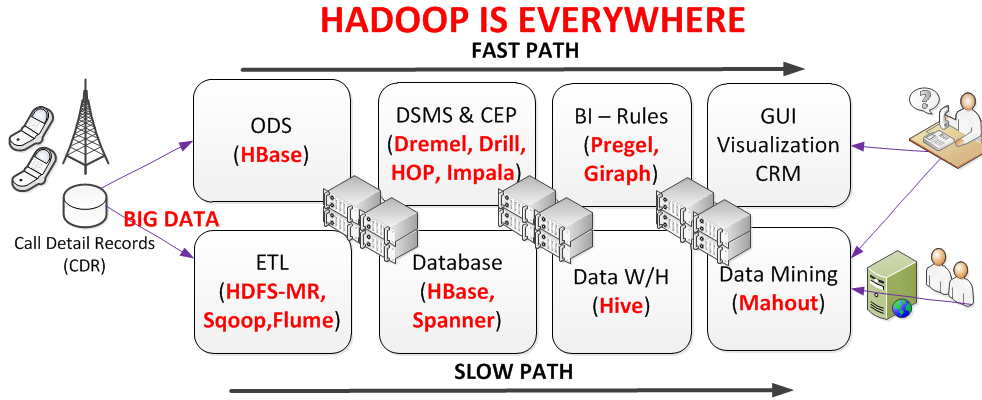 HADOOP IS EVERYWHERE
FAST PATH
ODS
(HBase)
DSMS & CEP
(Dremel, Drill,
HOP, Impala)
BI – Rules
(Pregel,
Giraph)
GUI
Visualization
CRM
?
BIG DATA
Call Detail Records
(CDR)
ETL
(HDFS-MR,
Sqoop,Flume)
Database
(HBase,
Spanner)
Data W/H
(Hive)
Data Mining
(Mahout)
SLOW PATH